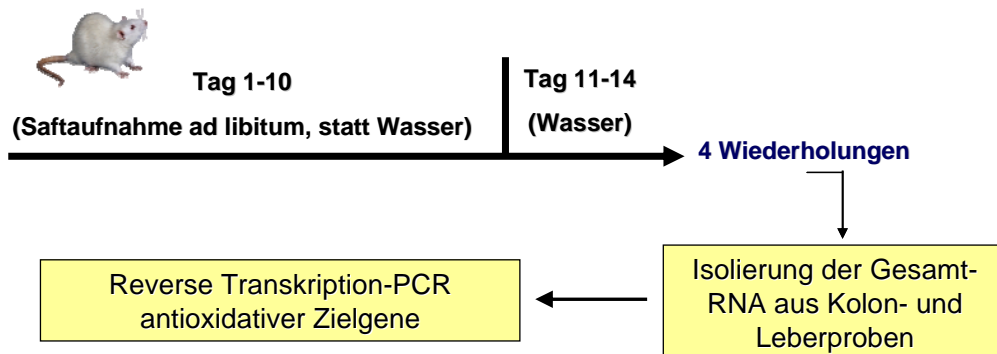 Tag 1-10
(Saftaufnahme ad libitum, statt Wasser)
Tag 11-14
(Wasser)
4 Wiederholungen
Isolierung der Gesamt-
RNA aus Kolon- und
Leberproben
Reverse Transkription-PCR
antioxidativer Zielgene